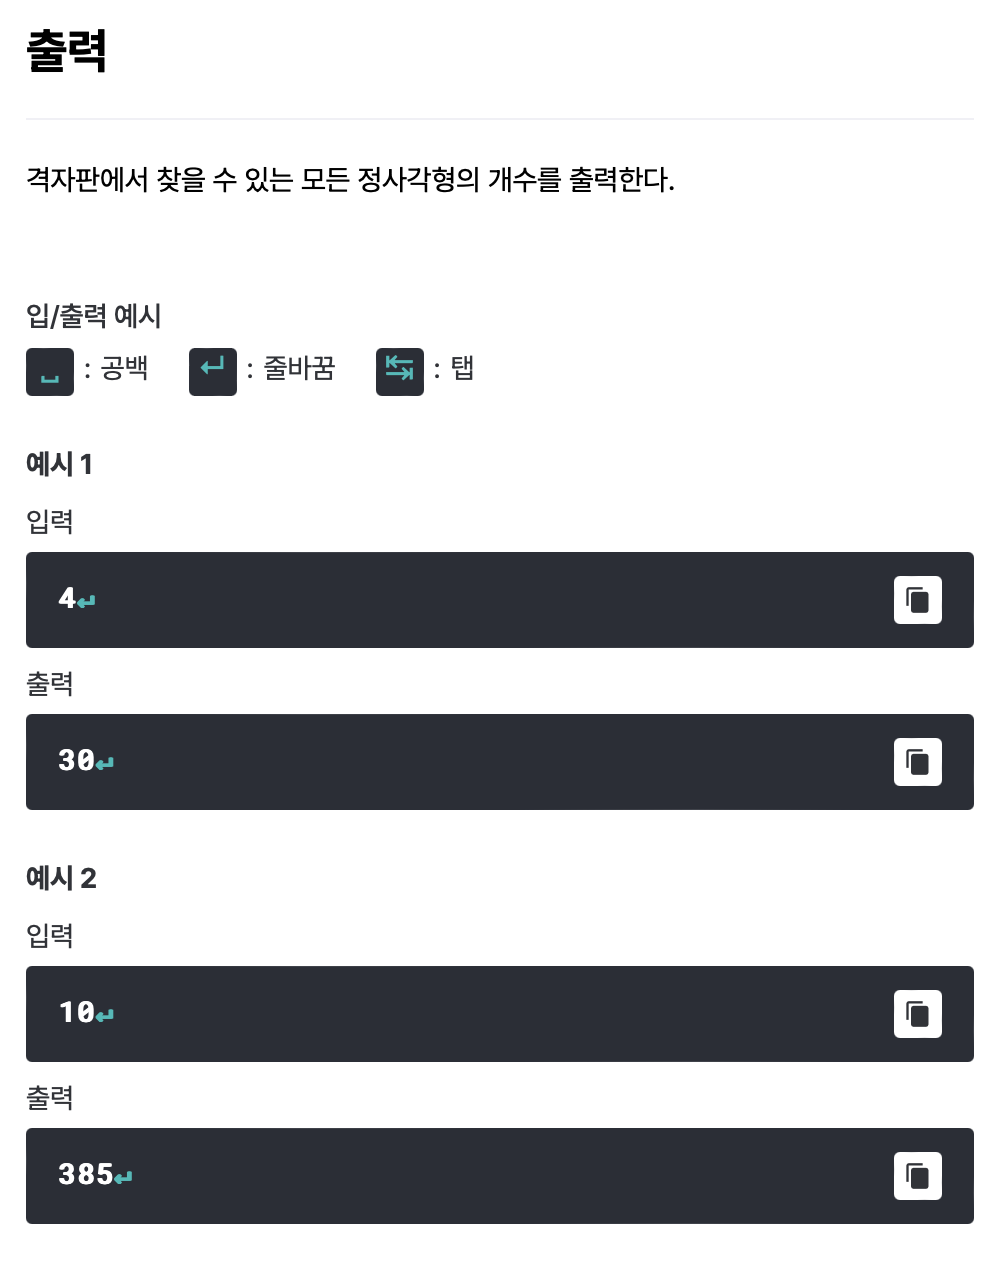 출력
격자판에서 찾을 수 있는 모든 정사각형의 개수를 출력한다.
입/출력 예시
␣ : 공백 ↵ : 줄바꿈 ↹ : 탭
예시 1
입력
4↵
출력
30↵
예시 2
입력
10↵
출력
385↵